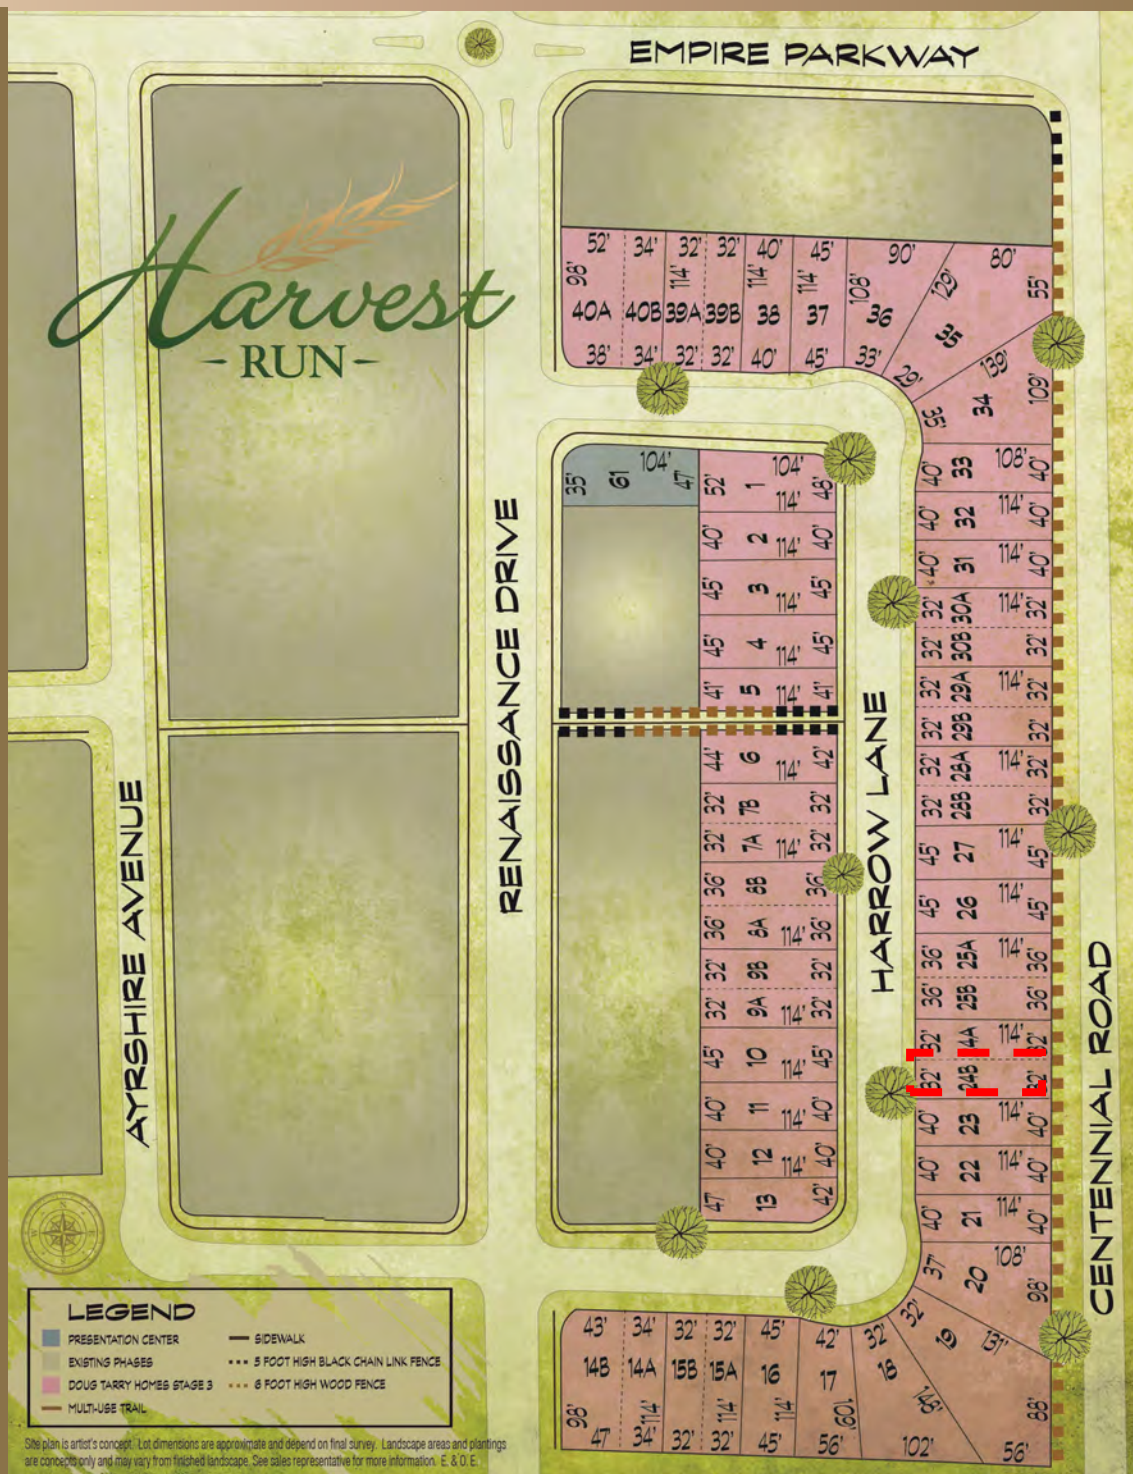 EMPIRE PARKWAY
Harvest
- RUN -
52' 34' 32' 32' 40' 45' 90' 80'
98' 114' 114' 114' 108' 129' 55'
40A 40B 39A 39B 38 37 36 35
38' 34' 32' 32' 40' 45' 33' 29'
139'
35 34 109'
35' 61 104' 47'
52' 1 104' 114' 48'
40' 2 114' 40'
45' 3 114' 45'
45' 4 114' 45'
41' 5 114' 41'
44' 6 114' 42'
32' 7B 32'
32' 7A 114' 32'
36' 8B 36'
36' 8A 114' 36'
32' 9B 32'
32' 9A 114' 32'
45' 10 114' 45'
40' 11 114' 40'
40' 12 114' 40'
47' 13 42'
40' 33 108' 40'
40' 32 114' 40'
40' 31 114' 40'
32' 30A 114' 32'
32' 30B 32'
32' 29A 114' 32'
32' 29B 32'
32' 28A 114' 32'
32' 28B 32'
45' 27 114' 45'
45' 26 114' 45'
36' 25A 114' 36'
36' 25B 36'
32' 4A 114' 32'
32' 24B 32'
40' 23 114' 40'
40' 22 114' 40'
40' 21 114' 40'
37' 20 108' 98'
32' 19 131'
RENAISSANCE DRIVE
HARROW LANE
AYRSHIRE AVENUE
CENTENNIAL ROAD
43' 34' 32' 32' 45' 42' 32'
14B 14A 15B 15A 16 17 18
98' 114' 114' 114' 109' 146' 88'
47' 34' 32' 32' 45' 56' 102' 56'
LEGEND
PRESENTATION CENTER
EXISTING PHASES
DOUG TARRY HOMES STAGE 3
MULTI-USE TRAIL
SIDEWALK
5 FOOT HIGH BLACK CHAIN LINK FENCE
6 FOOT HIGH WOOD FENCE
Site plan is artist's concept. Lot dimensions are approximate and depend on final survey. Landscape areas and plantings
are concepts only and may vary from finished landscape. See sales representative for more information. E. & O. E.